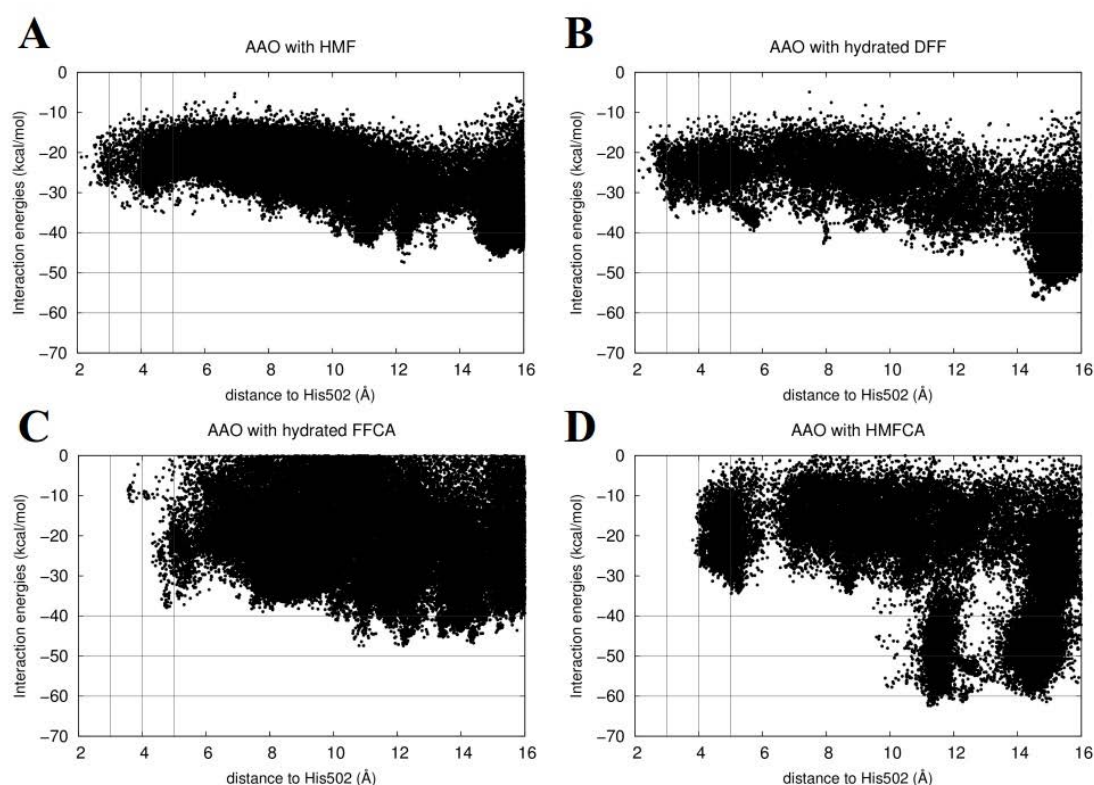 A
AAO with HMF
Interaction energies (kcal/mol)
0
−10
−20
−30
−40
−50
−60
−70
2 4 6 8 10 12 14 16
distance to His502 (Å)
B
AAO with hydrated DFF
Interaction energies (kcal/mol)
0
−10
−20
−30
−40
−50
−60
−70
2 4 6 8 10 12 14 16
distance to His502 (Å)
C
AAO with hydrated FFCA
Interaction energies (kcal/mol)
0
−10
−20
−30
−40
−50
−60
−70
2 4 6 8 10 12 14 16
distance to His502 (Å)
D
AAO with HMFCA
Interaction energies (kcal/mol)
0
−10
−20
−30
−40
−50
−60
−70
2 4 6 8 10 12 14 16
distance to His502 (Å)